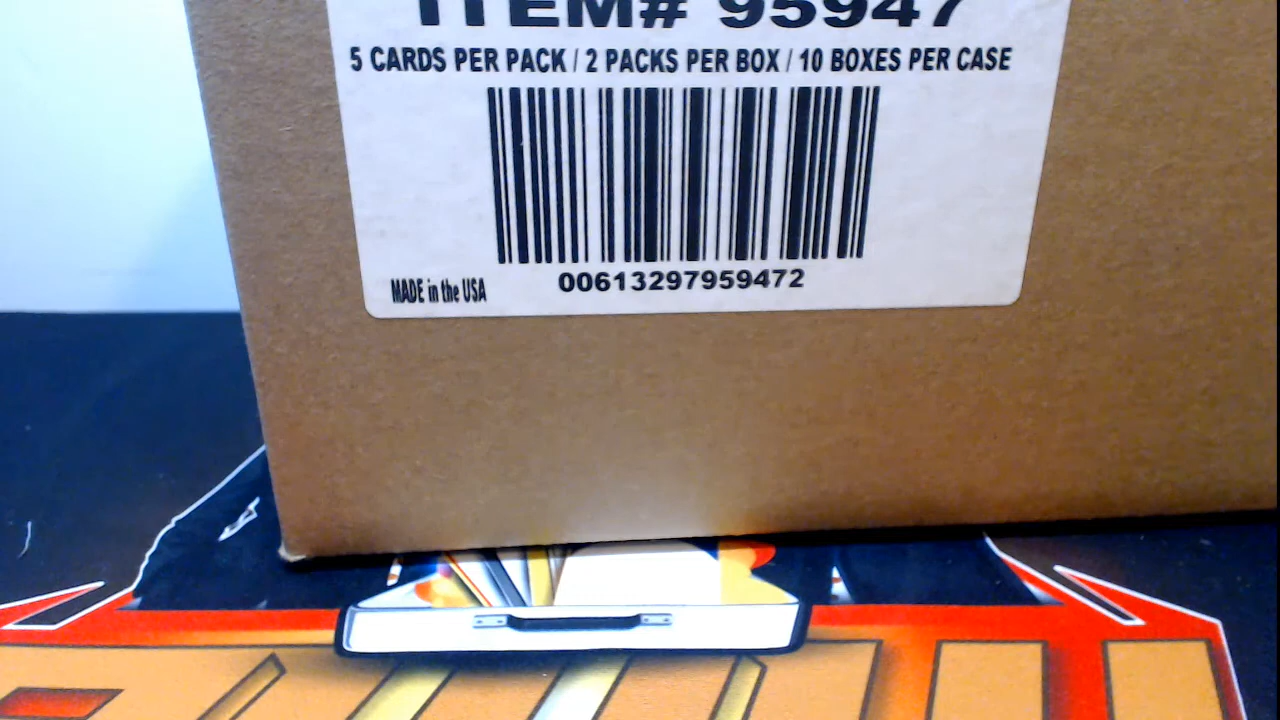 ITEM# 95947
5 CARDS PER PACK / 2 PACKS PER BOX / 10 BOXES PER CASE
00613297959472
MADE in the USA